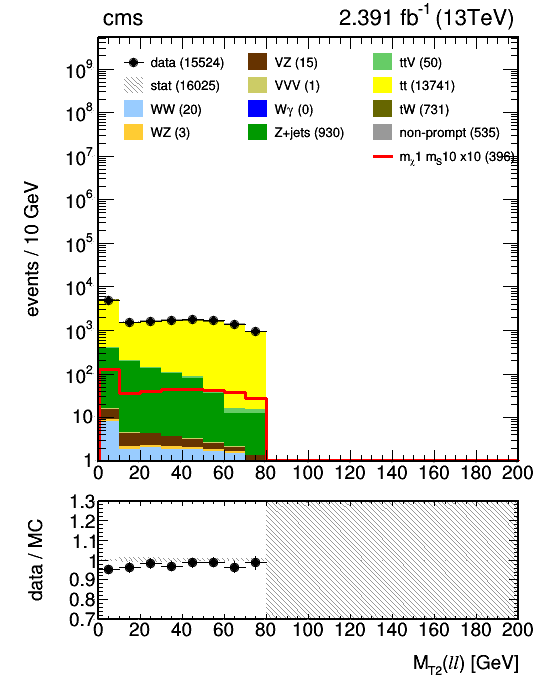 cms 2.391 fb⁻¹ (13TeV)
data (15524) VZ (15) ttV (50)
stat (16025) VVV (1) tt (13741)
WW (20) Wγ (0) tW (731)
WZ (3) Z+jets (930) non-prompt (535)
mχ1 mS10 x10 (396)
events / 10 GeV
10⁹
10⁸
10⁷
10⁶
10⁵
10⁴
10³
10²
10
1
0 20 40 60 80 100 120 140 160 180 200
data / MC
1.3
1.2
1.1
1
0.9
0.8
0.7
0 20 40 60 80 100 120 140 160 180 200
M_T2(ll) [GeV]